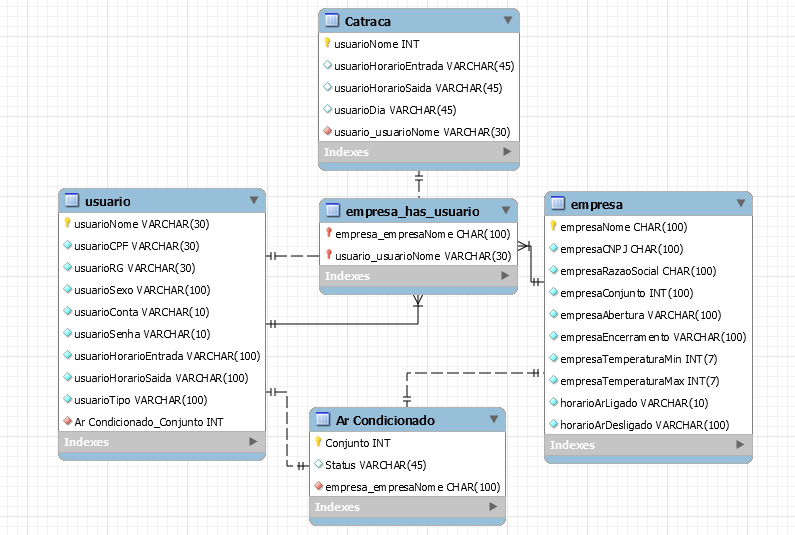 Catraca
usuarioNome INT
usuarioHorarioEntrada VARCHAR(45)
usuarioHorarioSaida VARCHAR(45)
usuarioDia VARCHAR(45)
usuario_usuarioNome VARCHAR(30)
Indexes
usuario
usuarioNome VARCHAR(30)
usuarioCPF VARCHAR(30)
usuarioRG VARCHAR(30)
usuarioSexo VARCHAR(100)
usuarioConta VARCHAR(10)
usuarioSenha VARCHAR(10)
usuarioHorarioEntrada VARCHAR(100)
usuarioHorarioSaida VARCHAR(100)
usuarioTipo VARCHAR(100)
Ar Condicionado_Conjunto INT
Indexes
empresa_has_usuario
empresa_empresaNome CHAR(100)
usuario_usuarioNome VARCHAR(30)
Indexes
empresa
empresaNome CHAR(100)
empresaCNPJ CHAR(100)
empresaRazaoSocial CHAR(100)
empresaConjunto INT(100)
empresaAbertura VARCHAR(100)
empresaEncerramento VARCHAR(100)
empresaTemperaturaMin INT(7)
empresaTemperaturaMax INT(7)
horarioArLigado VARCHAR(10)
horarioArDesligado VARCHAR(100)
Indexes
Ar Condicionado
Conjunto INT
Status VARCHAR(45)
empresa_empresaNome CHAR(100)
Indexes